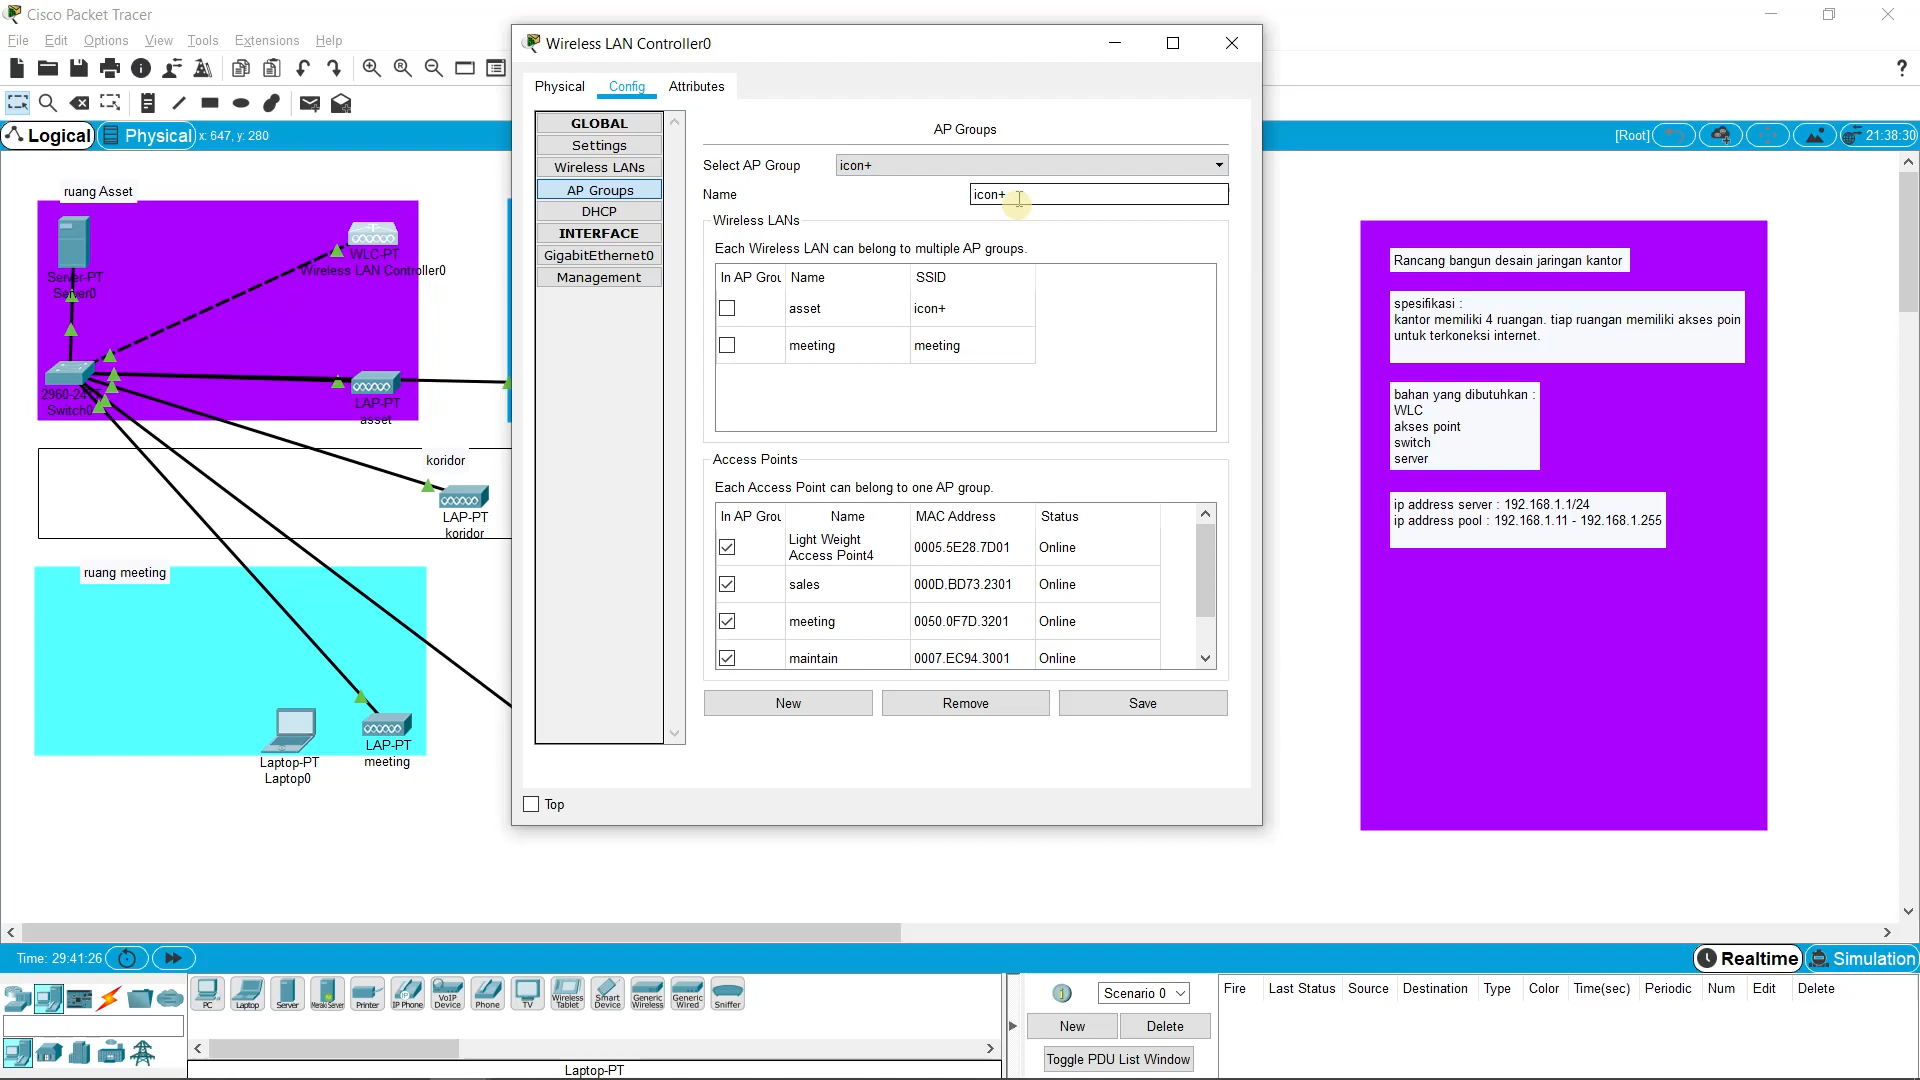 Cisco Packet Tracer
File Edit Options View Tools Extensions Help
Logical Physical x: 647, y: 280
[Root] 21:38:30
ruang Asset
Server-PT
Server0
WLC-PT
Wireless LAN Controller0
Switch0
LAP-PT
asset
koridor
LAP-PT
koridor
ruang meeting
Laptop-PT
Laptop0
LAP-PT
meeting
Wireless LAN Controller0
Physical Config Attributes
GLOBAL
Settings
Wireless LANs
AP Groups
DHCP
INTERFACE
GigabitEthernet0
Management
AP Groups
Select AP Group icon+
Name icon+
Wireless LANs
Each Wireless LAN can belong to multiple AP groups.
In AP Grou Name SSID
asset icon+
meeting meeting
Access Points
Each Access Point can belong to one AP group.
In AP Grou Name MAC Address Status
Light Weight
Access Point4 0005.5E28.7D01 Online
sales 000D.BD73.2301 Online
meeting 0050.0F7D.3201 Online
maintain 0007.EC94.3001 Online
New Remove Save
Top
Rancang bangun desain jaringan kantor
spesifikasi :
kantor memiliki 4 ruangan. tiap ruangan memiliki akses poin
untuk terkoneksi internet.
bahan yang dibutuhkan :
WLC
akses point
switch
server
ip address server : 192.168.1.1/24
ip address pool : 192.168.1.11 - 192.168.1.255
Time: 29:41:26
Realtime Simulation
PC Laptop Server Meraki Server Printer IP Phone VoIP Device Phone TV Wireless Tablet Smart Device Generic Wireless Generic Wired Sniffer
Laptop-PT
Scenario 0
New Delete
Toggle PDU List Window
Fire Last Status Source Destination Type Color Time(sec) Periodic Num Edit Delete